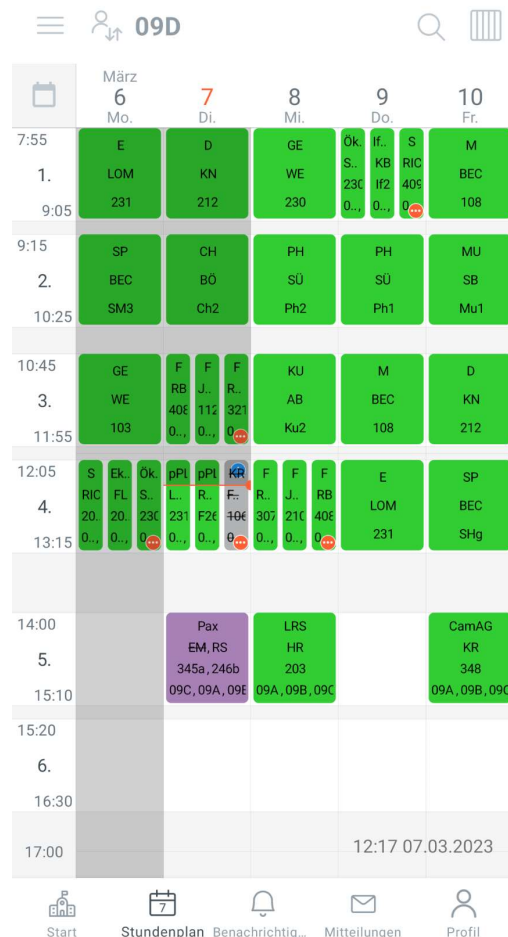 09D
März
6 7 8 9 10
Mo. Di. Mi. Do. Fr.
7:55
1.
9:05
E
LOM
231
D
KN
212
GE
WE
230
Ök. If.. S
S.. KB RIC
230 If2 409
0.., 0..,
M
BEC
108
9:15
2.
10:25
SP
BEC
SM3
CH
BÖ
Ch2
PH
SÜ
Ph2
PH
SÜ
Ph1
MU
SB
Mu1
10:45
3.
11:55
GE
WE
103
F F F
RB J.. R..
408 112 321
0.., 0..,
KU
AB
Ku2
M
BEC
108
D
KN
212
12:05
4.
13:15
S Ek.. Ök.
RIC FL S..
20.. 20.. 230
0.., 0..,
pPL pPL KR
L.. R.. F..
231 F26 106
0.., 0..,
F F F
R.. J.. RB
307 210 408
0.., 0..,
E
LOM
231
SP
BEC
SHg
14:00
5.
15:10
Pax
EM, RS
345a, 246b
09C, 09A, 09E
LRS
HR
203
09A, 09B, 09C
CamAG
KR
348
09A, 09B, 09C
15:20
6.
16:30
17:00
12:17 07.03.2023
7
Start Stundenplan Benachrichtig... Mitteilungen Profil